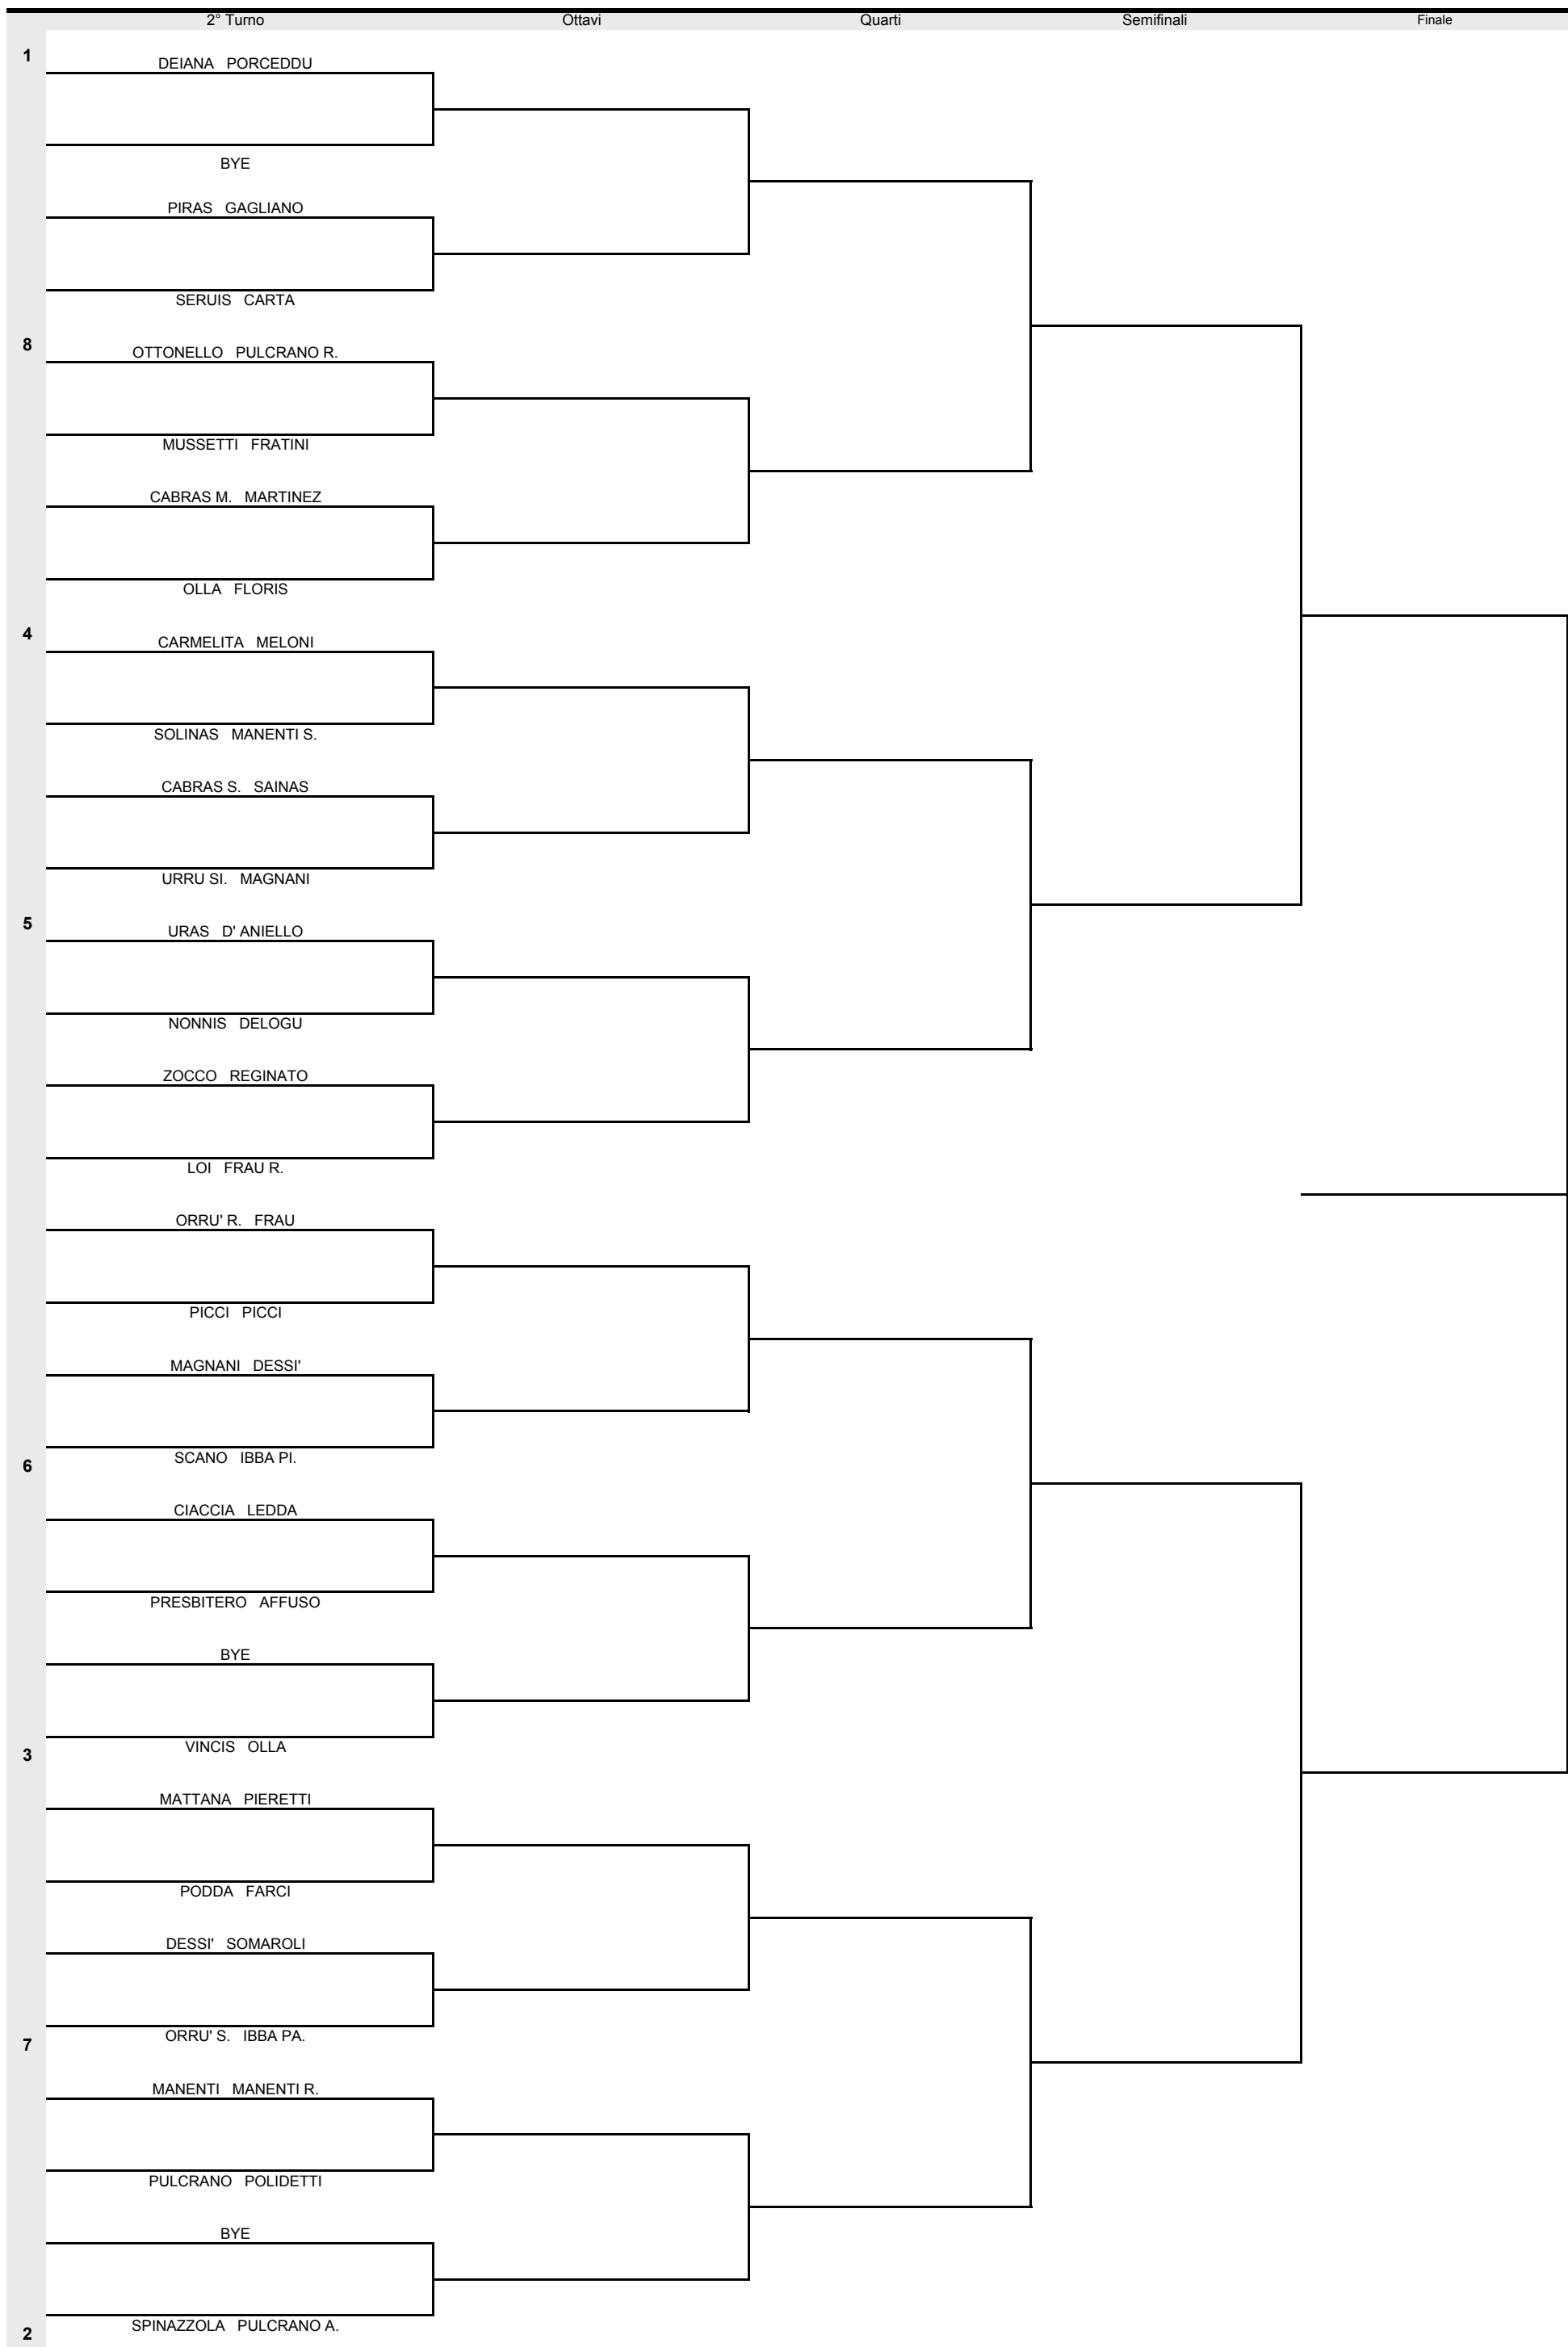 2° Turno Ottavi Quarti Semifinali Finale
1
DEIANA PORCEDDU
BYE
PIRAS GAGLIANO
SERUIS CARTA
8
OTTONELLO PULCRANO R.
MUSSETTI FRATINI
CABRAS M. MARTINEZ
OLLA FLORIS
4
CARMELITA MELONI
SOLINAS MANENTI S.
CABRAS S. SAINAS
URRU SI. MAGNANI
5
URAS D' ANIELLO
NONNIS DELOGU
ZOCCO REGINATO
LOI FRAU R.
ORRU' R. FRAU
PICCI PICCI
MAGNANI DESSI'
SCANO IBBA PI.
6
CIACCIA LEDDA
PRESBITERO AFFUSO
BYE
VINCIS OLLA
3
MATTANA PIERETTI
PODDA FARCI
DESSI' SOMAROLI
ORRU' S. IBBA PA.
7
MANENTI MANENTI R.
PULCRANO POLIDETTI
BYE
SPINAZZOLA PULCRANO A.
2